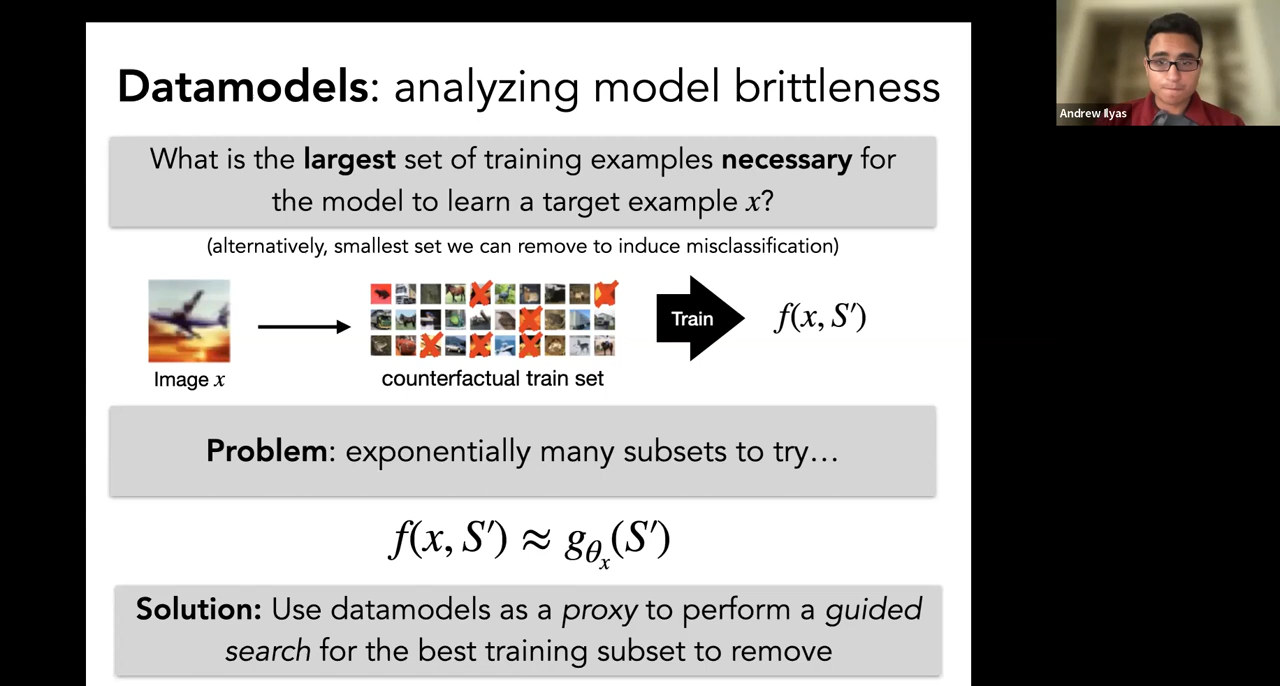 Datamodels: analyzing model brittleness
What is the largest set of training examples necessary for
the model to learn a target example x?
(alternatively, smallest set we can remove to induce misclassification)
Train
f(x, S′)
Image x
counterfactual train set
Problem: exponentially many subsets to try…
f(x, S′) ≈ gθₓ(S′)
Solution: Use datamodels as a proxy to perform a guided
search for the best training subset to remove
Andrew Ilyas